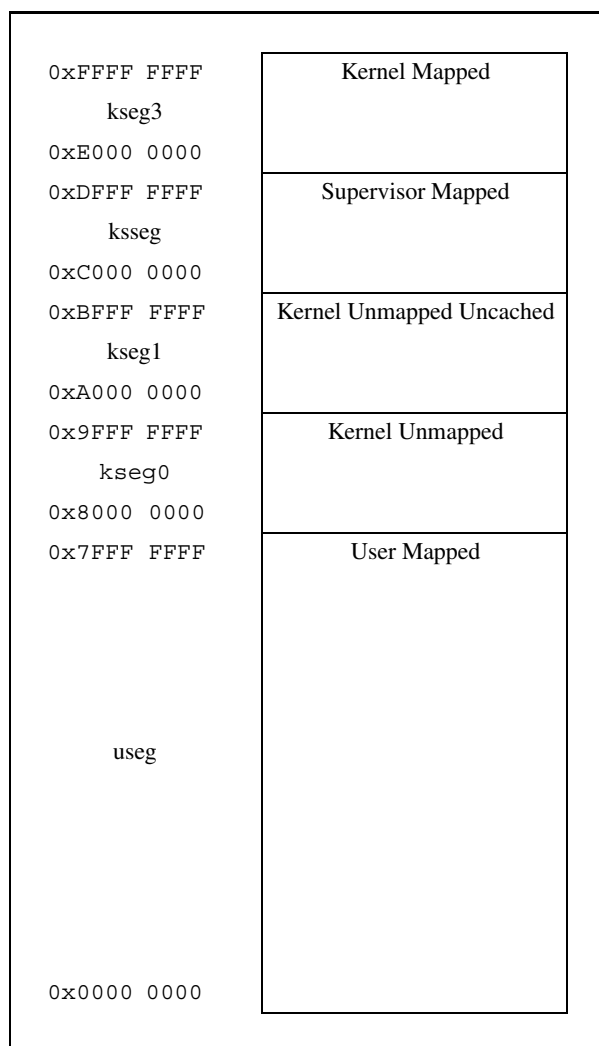 0xFFFF FFFF Kernel Mapped
kseg3
0xE000 0000
0xDFFF FFFF Supervisor Mapped
ksseg
0xC000 0000
0xBFFF FFFF Kernel Unmapped Uncached
kseg1
0xA000 0000
0x9FFF FFFF Kernel Unmapped
kseg0
0x8000 0000
0x7FFF FFFF User Mapped
useg
0x0000 0000